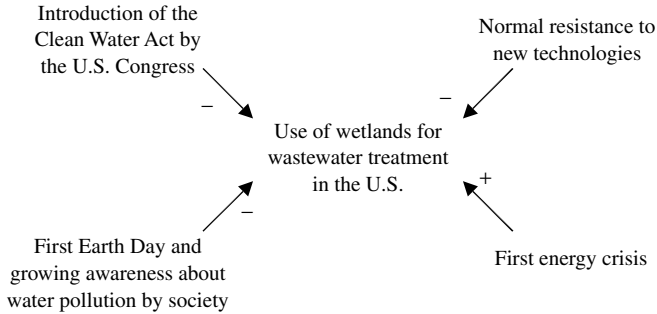 Introduction of the
Clean Water Act by
the U.S. Congress
Normal resistance to
new technologies
−
−
Use of wetlands for
wastewater treatment
in the U.S.
+
−
First Earth Day and
growing awareness about
water pollution by society
First energy crisis